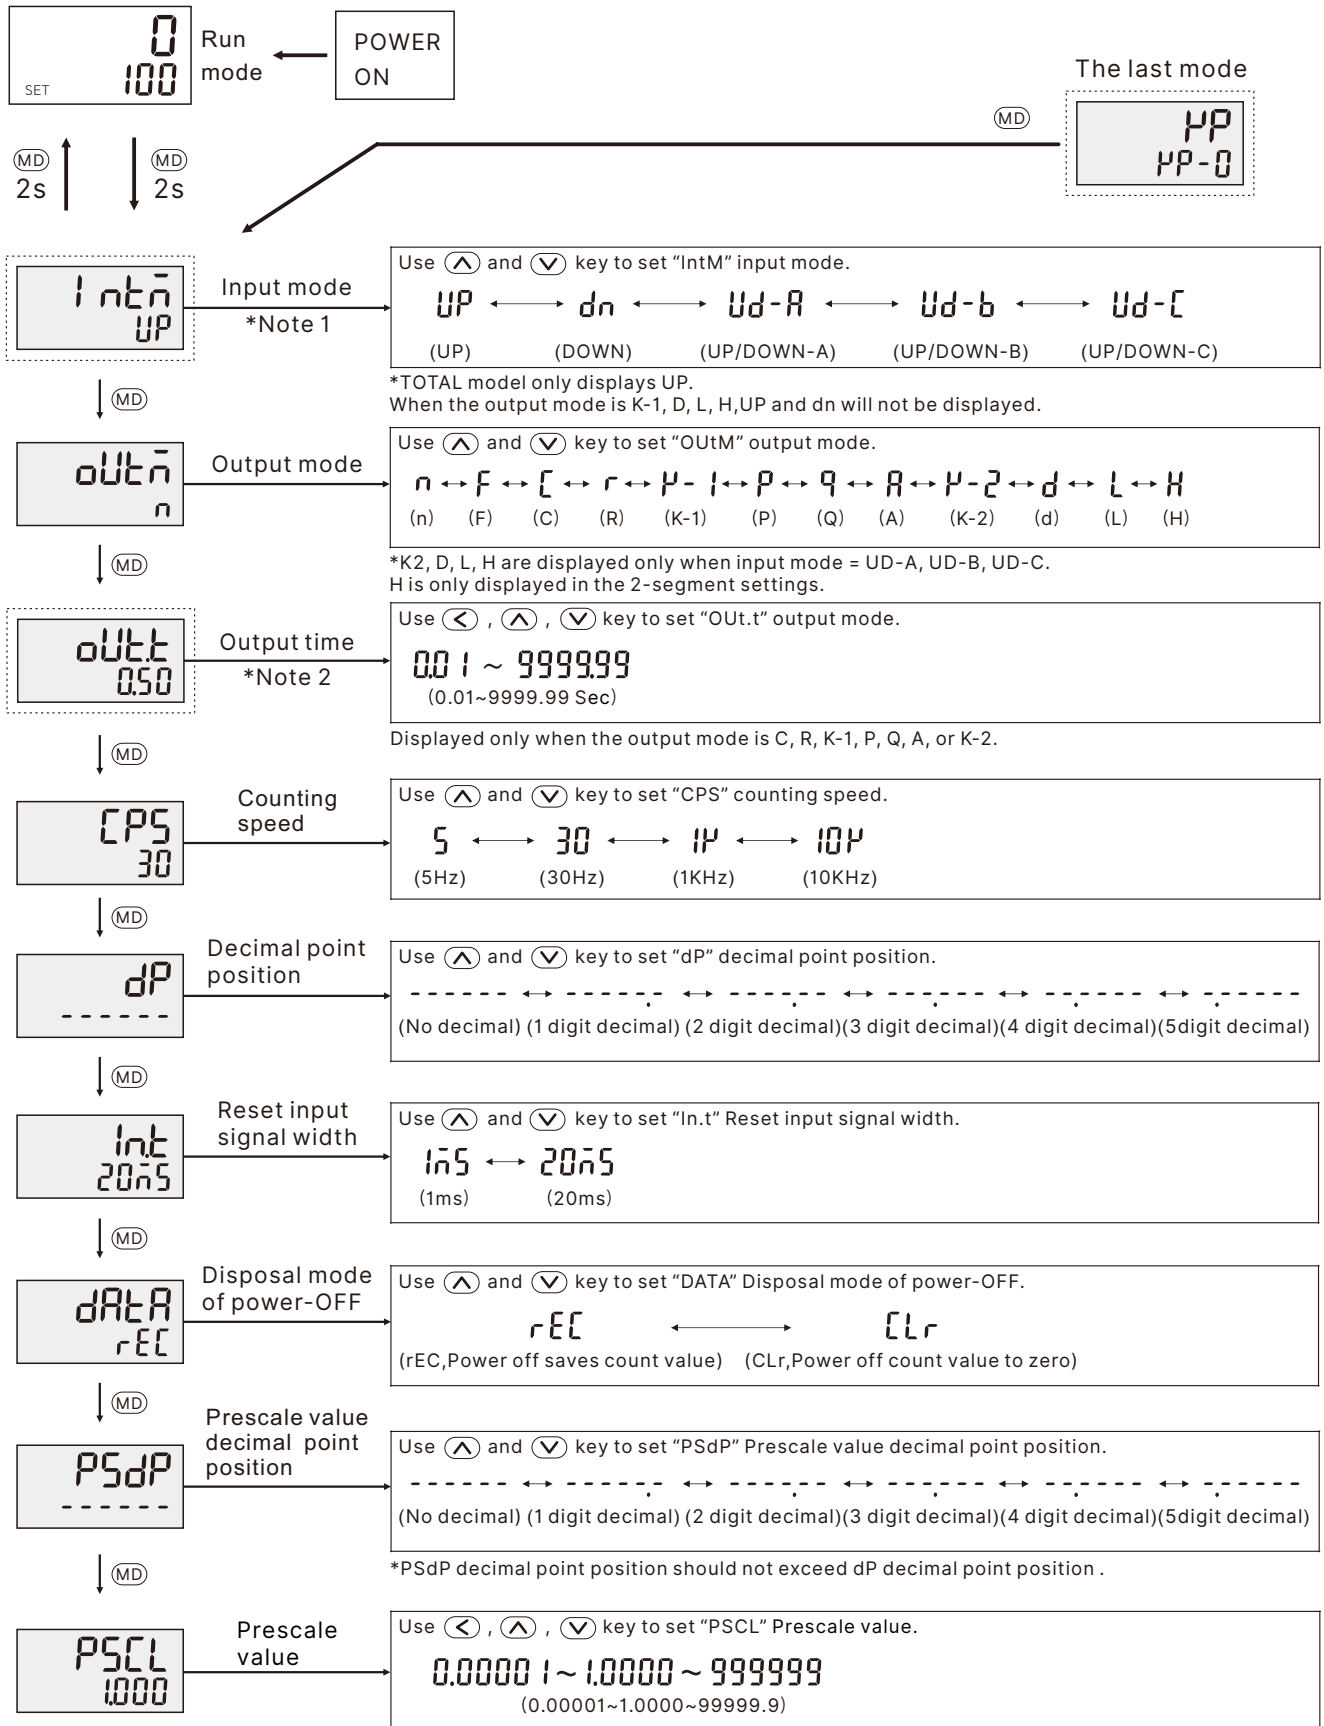 0
100
SET
Run
mode
POWER
ON
The last mode
MD
YP
YP-0
MD
2s
MD
2s
IntM
UP
Input mode
*Note 1
Use and key to set “IntM” input mode.
UP dn Ud-A Ud-b Ud-C
(UP) (DOWN) (UP/DOWN-A) (UP/DOWN-B) (UP/DOWN-C)
*TOTAL model only displays UP.
When the output mode is K-1, D, L, H,UP and dn will not be displayed.
MD
oUtM
n
Output mode
Use and key to set “OUtM” output mode.
n F C r K-1 P q A K-2 d L H
(n) (F) (C) (R) (K-1) (P) (Q) (A) (K-2) (d) (L) (H)
*K2, D, L, H are displayed only when input mode = UD-A, UD-B, UD-C.
H is only displayed in the 2-segment settings.
MD
oUt.t
0.50
Output time
*Note 2
Use , , key to set “OUt.t” output mode.
0.01 ~ 9999.99
(0.01~9999.99 Sec)
Displayed only when the output mode is C, R, K-1, P, Q, A, or K-2.
MD
CPS
30
Counting
speed
Use and key to set “CPS” counting speed.
5 30 1K 10K
(5Hz) (30Hz) (1KHz) (10KHz)
MD
dP
- - - - - -
Decimal point
position
Use and key to set “dP” decimal point position.
- - - - - - - - - - -.- - - - -.- - - - -.- - - - -.- - - - -.- - - - -
(No decimal) (1 digit decimal) (2 digit decimal)(3 digit decimal)(4 digit decimal)(5digit decimal)
MD
In.t
20mS
Reset input
signal width
Use and key to set “In.t” Reset input signal width.
1mS 20mS
(1ms) (20ms)
MD
dAtA
rEC
Disposal mode
of power-OFF
Use and key to set “DATA” Disposal mode of power-OFF.
rEC CLr
(rEC,Power off saves count value) (CLr,Power off count value to zero)
MD
PSdP
- - - - - -
Prescale value
decimal point
position
Use and key to set “PSdP” Prescale value decimal point position.
- - - - - - - - - - -.- - - - -.- - - - -.- - - - -.- - - - -.- - - - -
(No decimal) (1 digit decimal) (2 digit decimal)(3 digit decimal)(4 digit decimal)(5digit decimal)
*PSdP decimal point position should not exceed dP decimal point position .
MD
PSCL
1.000
Prescale
value
Use , , key to set “PSCL” Prescale value.
0.00001~1.0000~999999
(0.00001~1.0000~99999.9)